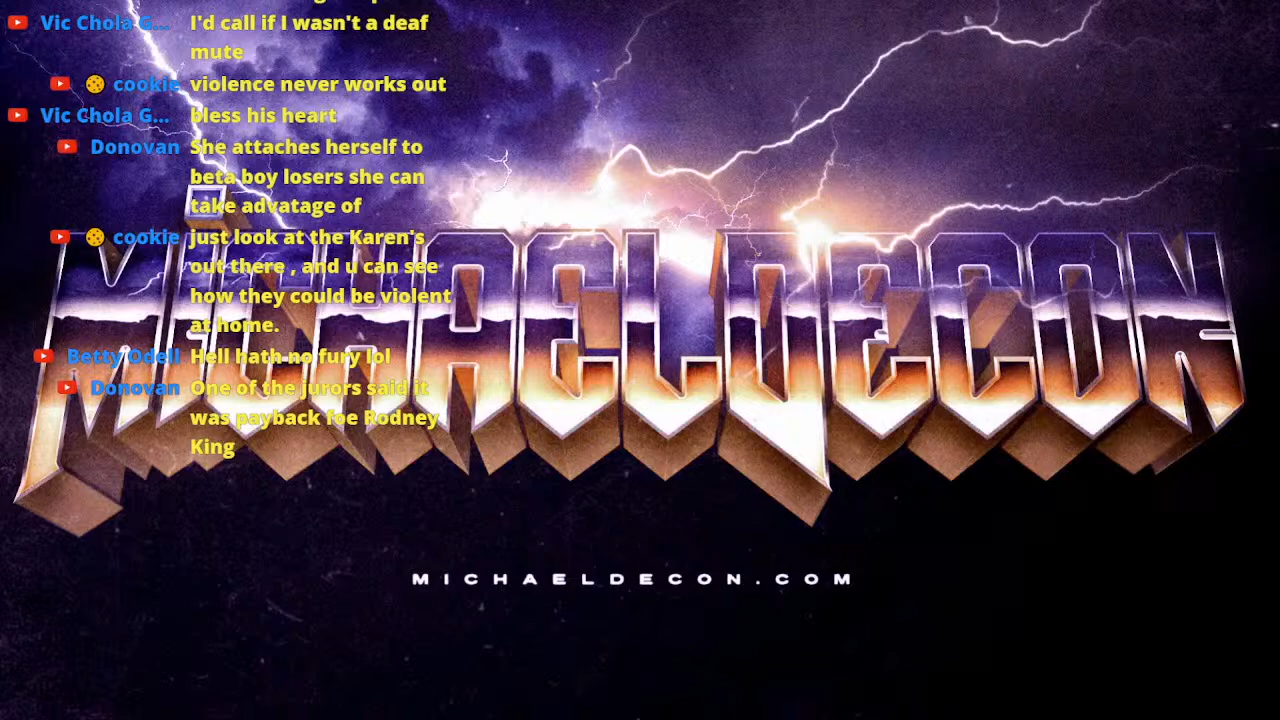 Vic Chola G... I'd call if I wasn't a deaf
mute
cookie violence never works out
Vic Chola G... bless his heart
Donovan She attaches herself to
beta boy losers she can
take advatage of
cookie just look at the Karen's
out there , and u can see
how they could be violent
at home.
Betty Odell Hell hath no fury lol
Donovan One of the jurors said it
was payback foe Rodney
King
MiCHAELDECON
MICHAELDECON.COM